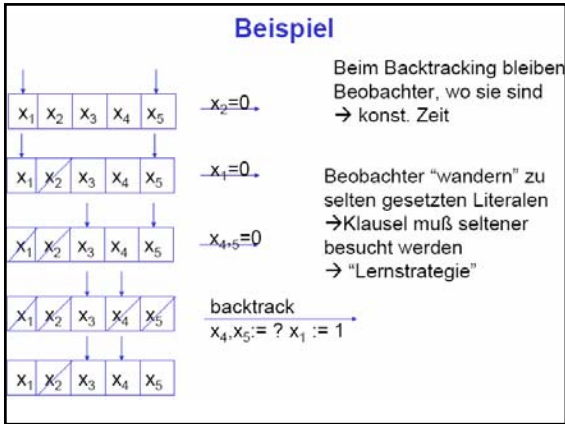 Beispiel
Beim Backtracking bleiben
Beobachter, wo sie sind
→ konst. Zeit
x₁ x₂ x₃ x₄ x₅
x₂=0
x₁ x₂ x₃ x₄ x₅
x₁=0
Beobachter “wandern” zu
selten gesetzten Literalen
→Klausel muß seltener
besucht werden
→ “Lernstrategie”
x₁ x₂ x₃ x₄ x₅
x₄,₅=0
x₁ x₂ x₃ x₄ x₅
backtrack
x₄,x₅:= ? x₁ := 1
x₁ x₂ x₃ x₄ x₅